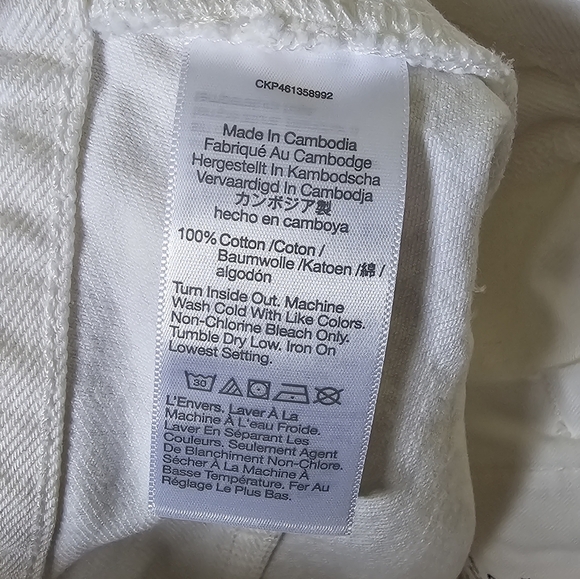 CKP461358992
Made In Cambodia
Fabriqué Au Cambodge
Hergestellt In Kambodscha
Vervaardigd In Cambodja
カンボジア製
hecho en camboya
100% Cotton /Coton /
Baumwolle /Katoen /綿 /
algodón
Turn Inside Out. Machine
Wash Cold With Like Colors.
Non-Chlorine Bleach Only.
Tumble Dry Low. Iron On
Lowest Setting.
30
L'Envers. Laver À La
Machine À L'eau Froide.
Laver En Séparant Les
Couleurs. Seulement Agent
De Blanchiment Non-Chlore.
Sécher À La Machine À
Basse Température. Fer Au
Réglage Le Plus Bas.